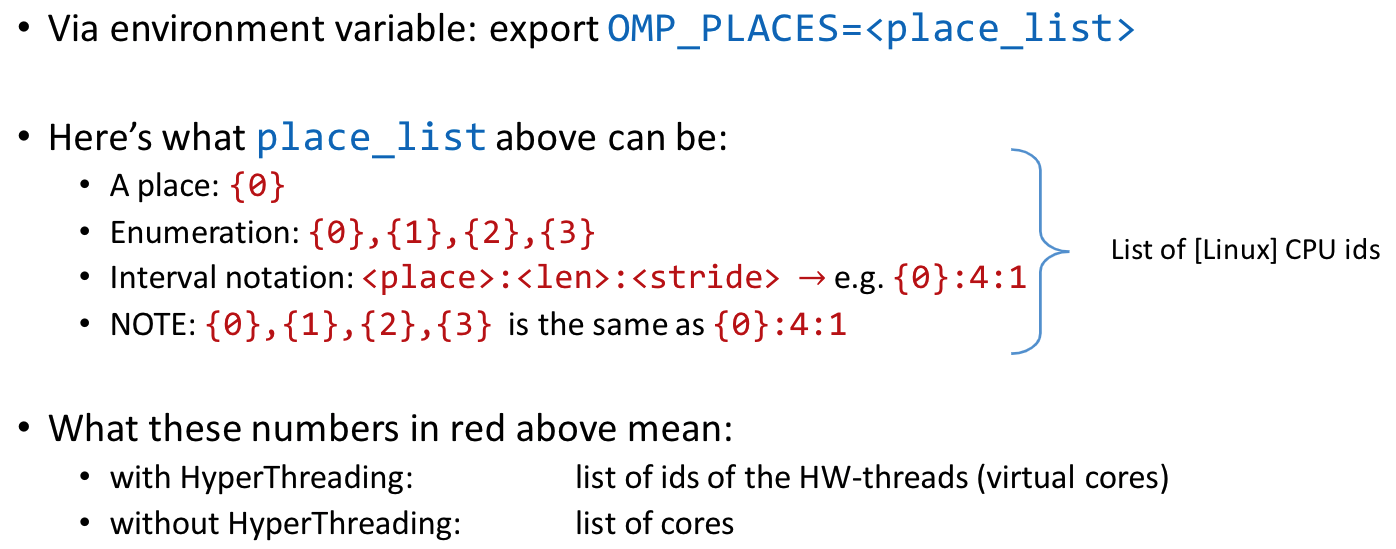 • Via environment variable: export OMP_PLACES=<place_list>
• Here’s what place_list above can be:
• A place: {0}
• Enumeration: {0},{1},{2},{3}
• Interval notation: <place>:<len>:<stride> → e.g. {0}:4:1
• NOTE: {0},{1},{2},{3} is the same as {0}:4:1
List of [Linux] CPU ids
• What these numbers in red above mean:
• with HyperThreading: list of ids of the HW-threads (virtual cores)
• without HyperThreading: list of cores